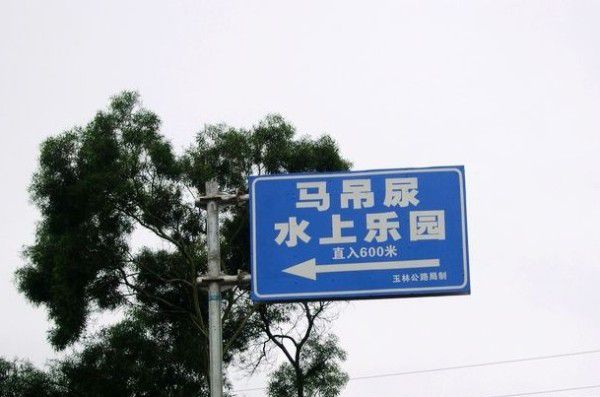 马吊尿
水上乐园
直入600米
玉林公路局制